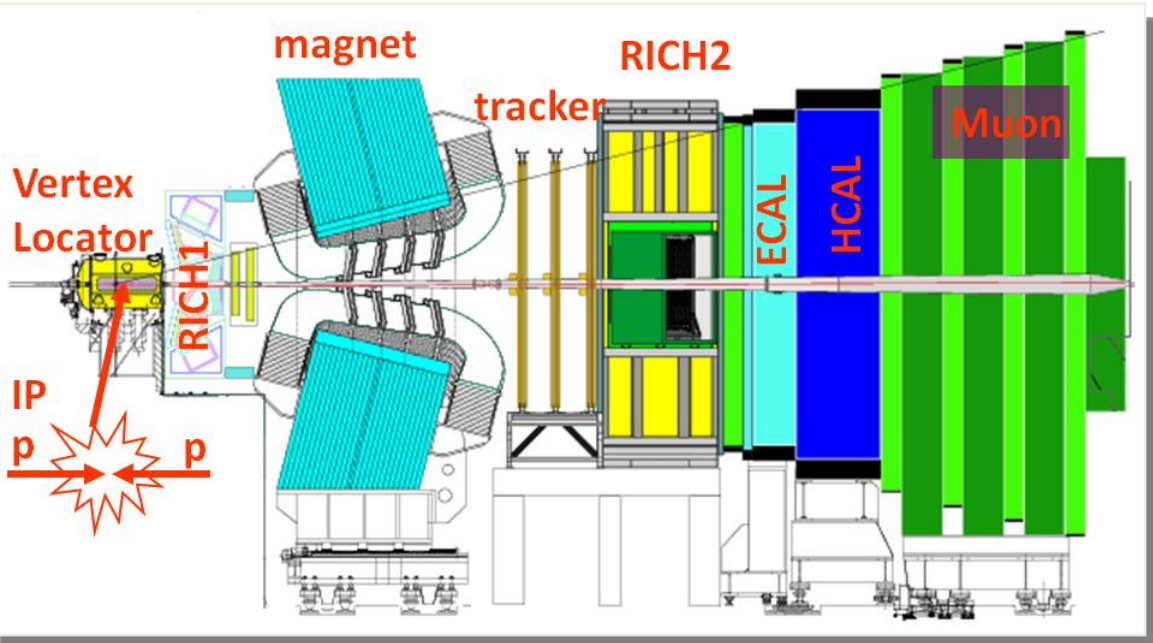 magnet
RICH2
tracker
Vertex
Locator
RICH1
ECAL
HCAL
Muon
IP
p
p